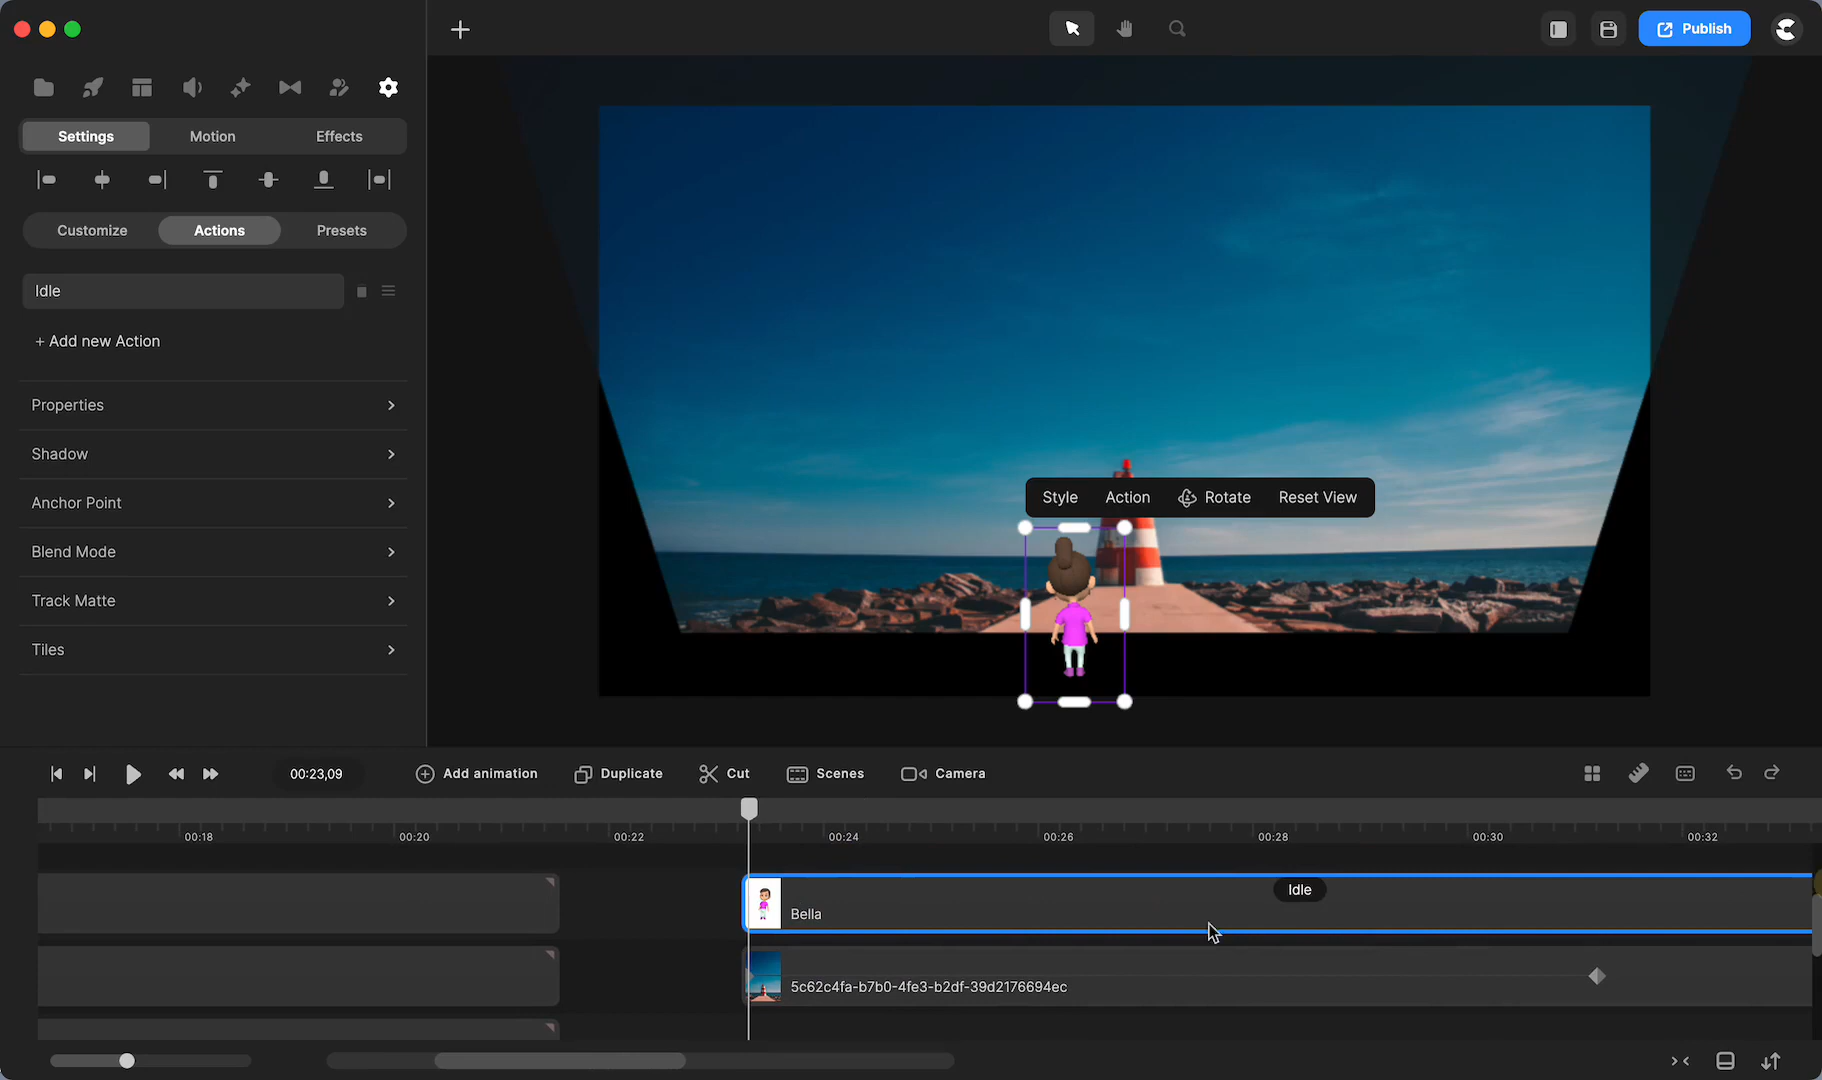 Publish
Settings
Motion
Effects
Customize
Actions
Presets
Idle
+ Add new Action
Properties
Shadow
Anchor Point
Blend Mode
Track Matte
Tiles
Style
Action
Rotate
Reset View
00:23,09
Add animation
Duplicate
Cut
Scenes
Camera
00:18
00:20
00:22
00:24
00:26
00:28
00:30
00:32
Idle
Bella
5c62c4fa-b7b0-4fe3-b2df-39d2176694ec